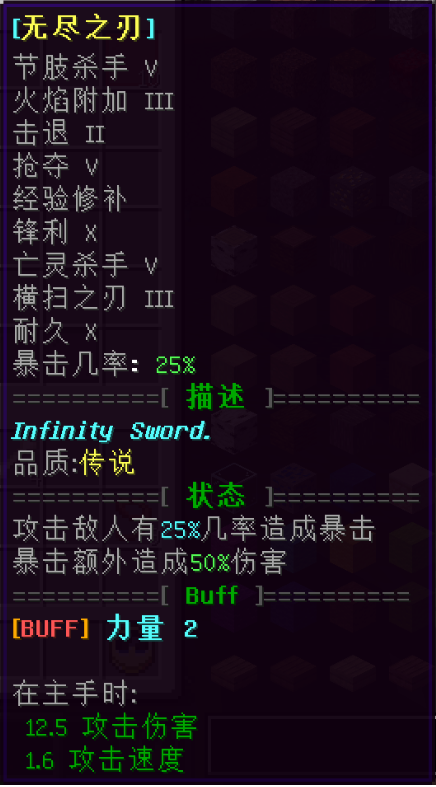 [无尽之刃]
节肢杀手 V
火焰附加 III
击退 II
抢夺 V
经验修补
锋利 X
亡灵杀手 V
横扫之刃 III
耐久 X
暴击几率: 25%
==========[ 描述 ]==========
Infinity Sword.
品质:传说
==========[ 状态 ]==========
攻击敌人有25%几率造成暴击
暴击额外造成50%伤害
==========[ Buff ]==========
[BUFF] 力量 2
在主手时:
12.5 攻击伤害
1.6 攻击速度